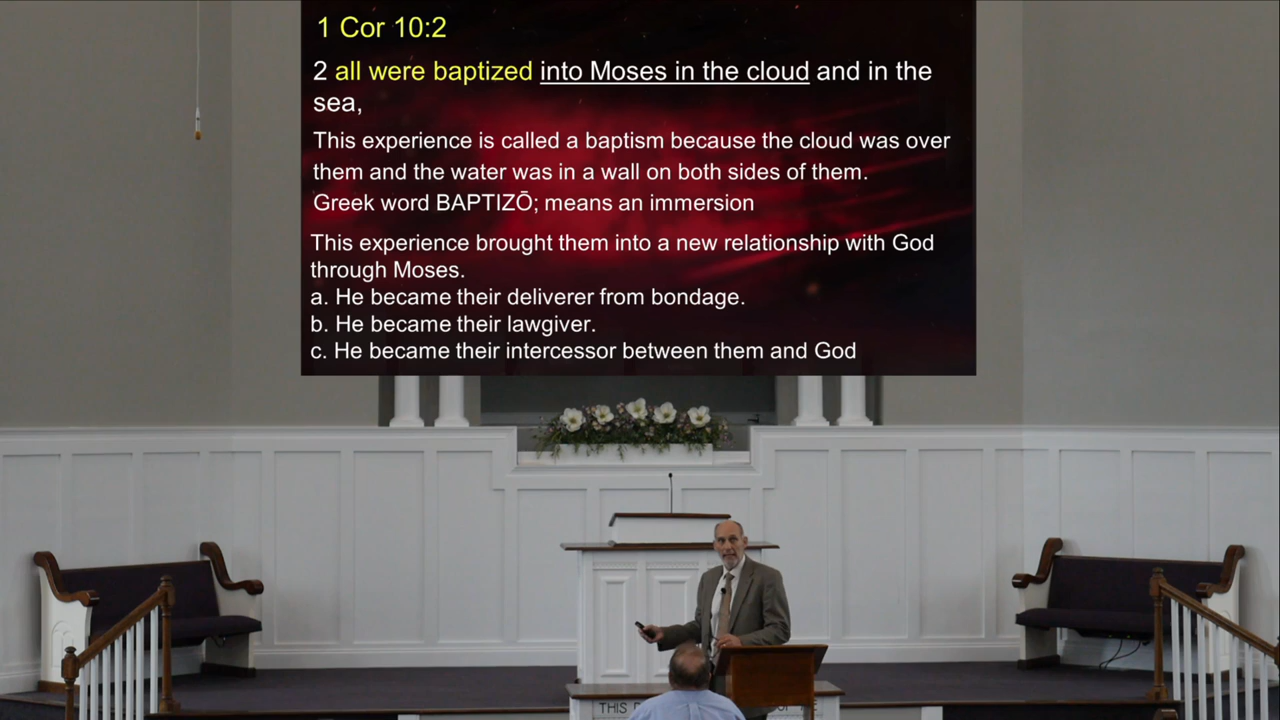 1 Cor 10:2
2 all were baptized into Moses in the cloud and in the
sea,
This experience is called a baptism because the cloud was over
them and the water was in a wall on both sides of them.
Greek word BAPTIZŌ; means an immersion
This experience brought them into a new relationship with God
through Moses.
a. He became their deliverer from bondage.
b. He became their lawgiver.
c. He became their intercessor between them and God
THIS